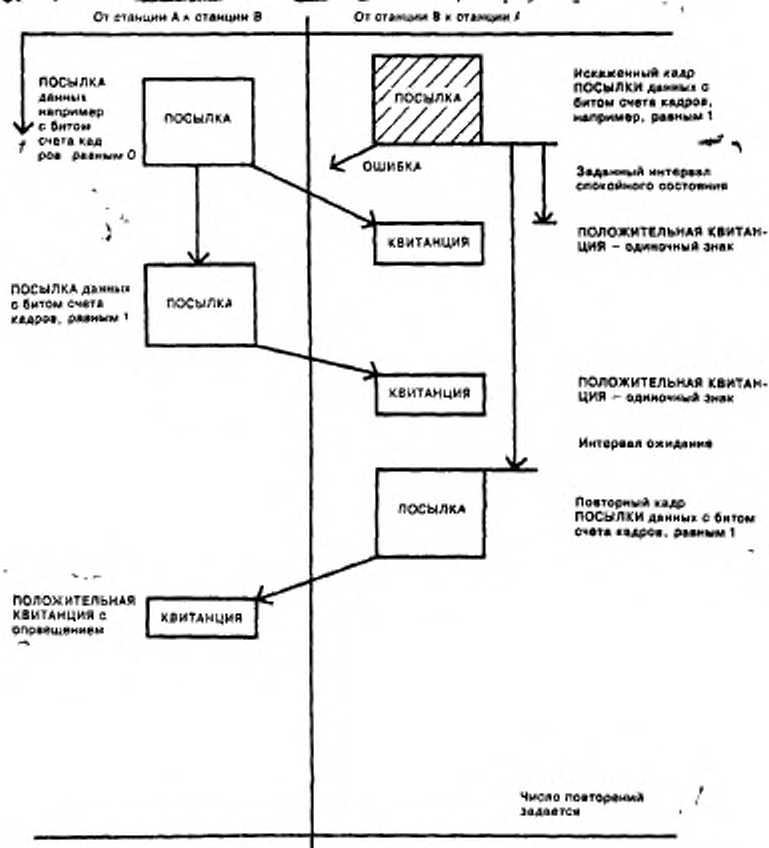 От станции А к станции В
От станции В к станции А
ПОСЫЛКА
данных
например
с битом
счета кад
ров равным 0
t
ПОСЫЛКА
ПОСЫЛКА
Искаженный кадр
ПОСЫЛКИ данных с
битом счета кадров,
например, равным 1
ОШИБКА
Заданный интервал
спокойного состояния
КВИТАНЦИЯ
ПОЛОЖИТЕЛЬНАЯ КВИТАН-
ЦИЯ – одиночный знак
ПОСЫЛКА данных
с битом счета
кадров, равным 1
ПОСЫЛКА
КВИТАНЦИЯ
ПОЛОЖИТЕЛЬНАЯ КВИТАН-
ЦИЯ – одиночный знак
Интервал ожидания
ПОСЫЛКА
Повторный кадр
ПОСЫЛКИ данных с битом
счета кадров, равным 1
ПОЛОЖИТЕЛЬНАЯ
КВИТАНЦИЯ с
оповещением
КВИТАНЦИЯ
Число повторений
задается